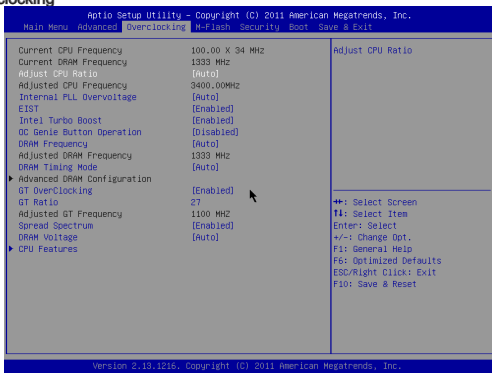 clocking
Aptio Setup Utility – Copyright (C) 2011 American Megatrends, Inc.
Main Menu Advanced Overclocking M-Flash Security Boot Save & Exit
Current CPU Frequency 100.00 X 34 MHz
Current DRAM Frequency 1333 MHz
Adjust CPU Ratio [Auto]
Adjusted CPU Frequency 3400.00MHz
Internal PLL Overvoltage [Auto]
EIST [Enabled]
Intel Turbo Boost [Enabled]
OC Genie Button Operation [Disabled]
DRAM Frequency [Auto]
Adjusted DRAM Frequency 1333 MHz
DRAM Timing Mode [Auto]
Advanced DRAM Configuration
GT OverClocking [Enabled]
GT Ratio 27
Adjusted GT Frequency 1100 MHZ
Spread Spectrum [Enabled]
DRAM Voltage [Auto]
CPU Features
Adjust CPU Ratio
→←: Select Screen
↑↓: Select Item
Enter: Select
+/-: Change Opt.
F1: General Help
F6: Optimized Defaults
ESC/Right Click: Exit
F10: Save & Reset
Version 2.13.1216. Copyright (C) 2011 American Megatrends, Inc.